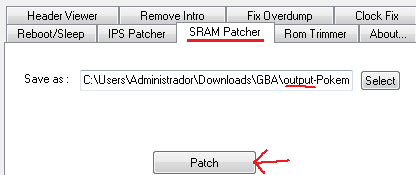 Header Viewer Remove Intro Fix Overdump Clock Fix
Reboot/Sleep IPS Patcher SRAM Patcher Rom Trimmer About...
Save as : C:\Users\Administrador\Downloads\GBA\output-Pokem Select
Patch